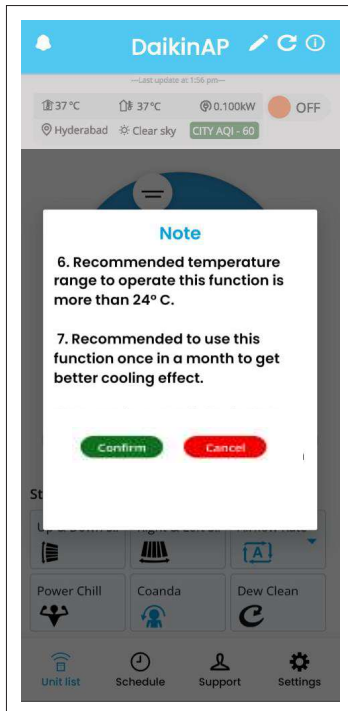 DaikinAP
—Last update at 1:56 pm—
37°C 37°C 0.100kW OFF
Hyderabad Clear sky CITY AQI - 60
Note
6. Recommended temperature
range to operate this function is
more than 24° C.
7. Recommended to use this
function once in a month to get
better cooling effect.
Confirm Cancel
St
A
Power Chill Coanda Dew Clean
Unit list Schedule Support Settings